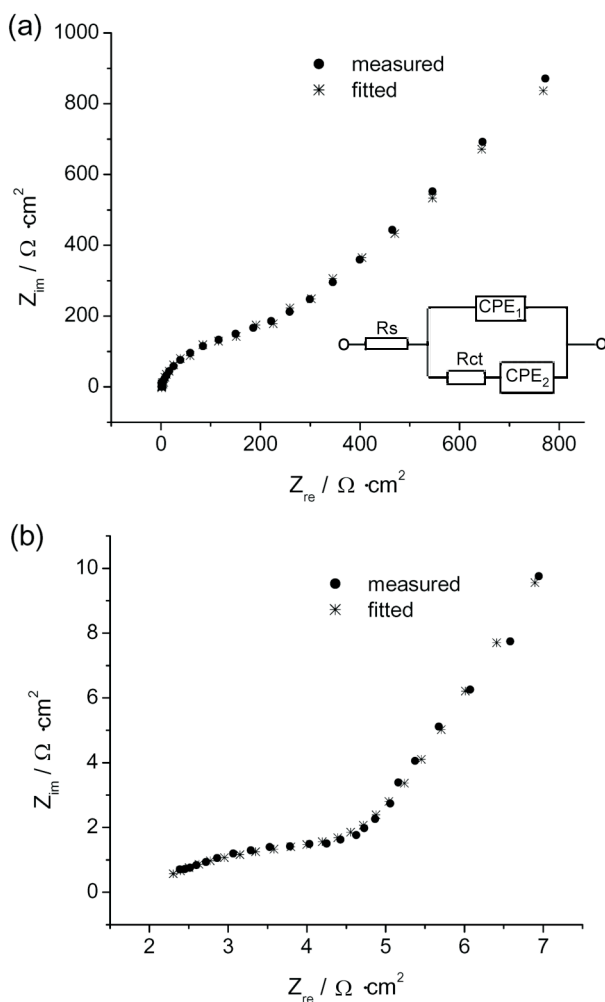 (a)
1000
800
600
400
200
0
Z_im / Ω ·cm²
measured
fitted
Rs
CPE₁
Rct
CPE₂
0 200 400 600 800
Z_re / Ω ·cm²
(b)
10
8
6
4
2
0
Z_im / Ω ·cm²
measured
fitted
2 3 4 5 6 7
Z_re / Ω ·cm²